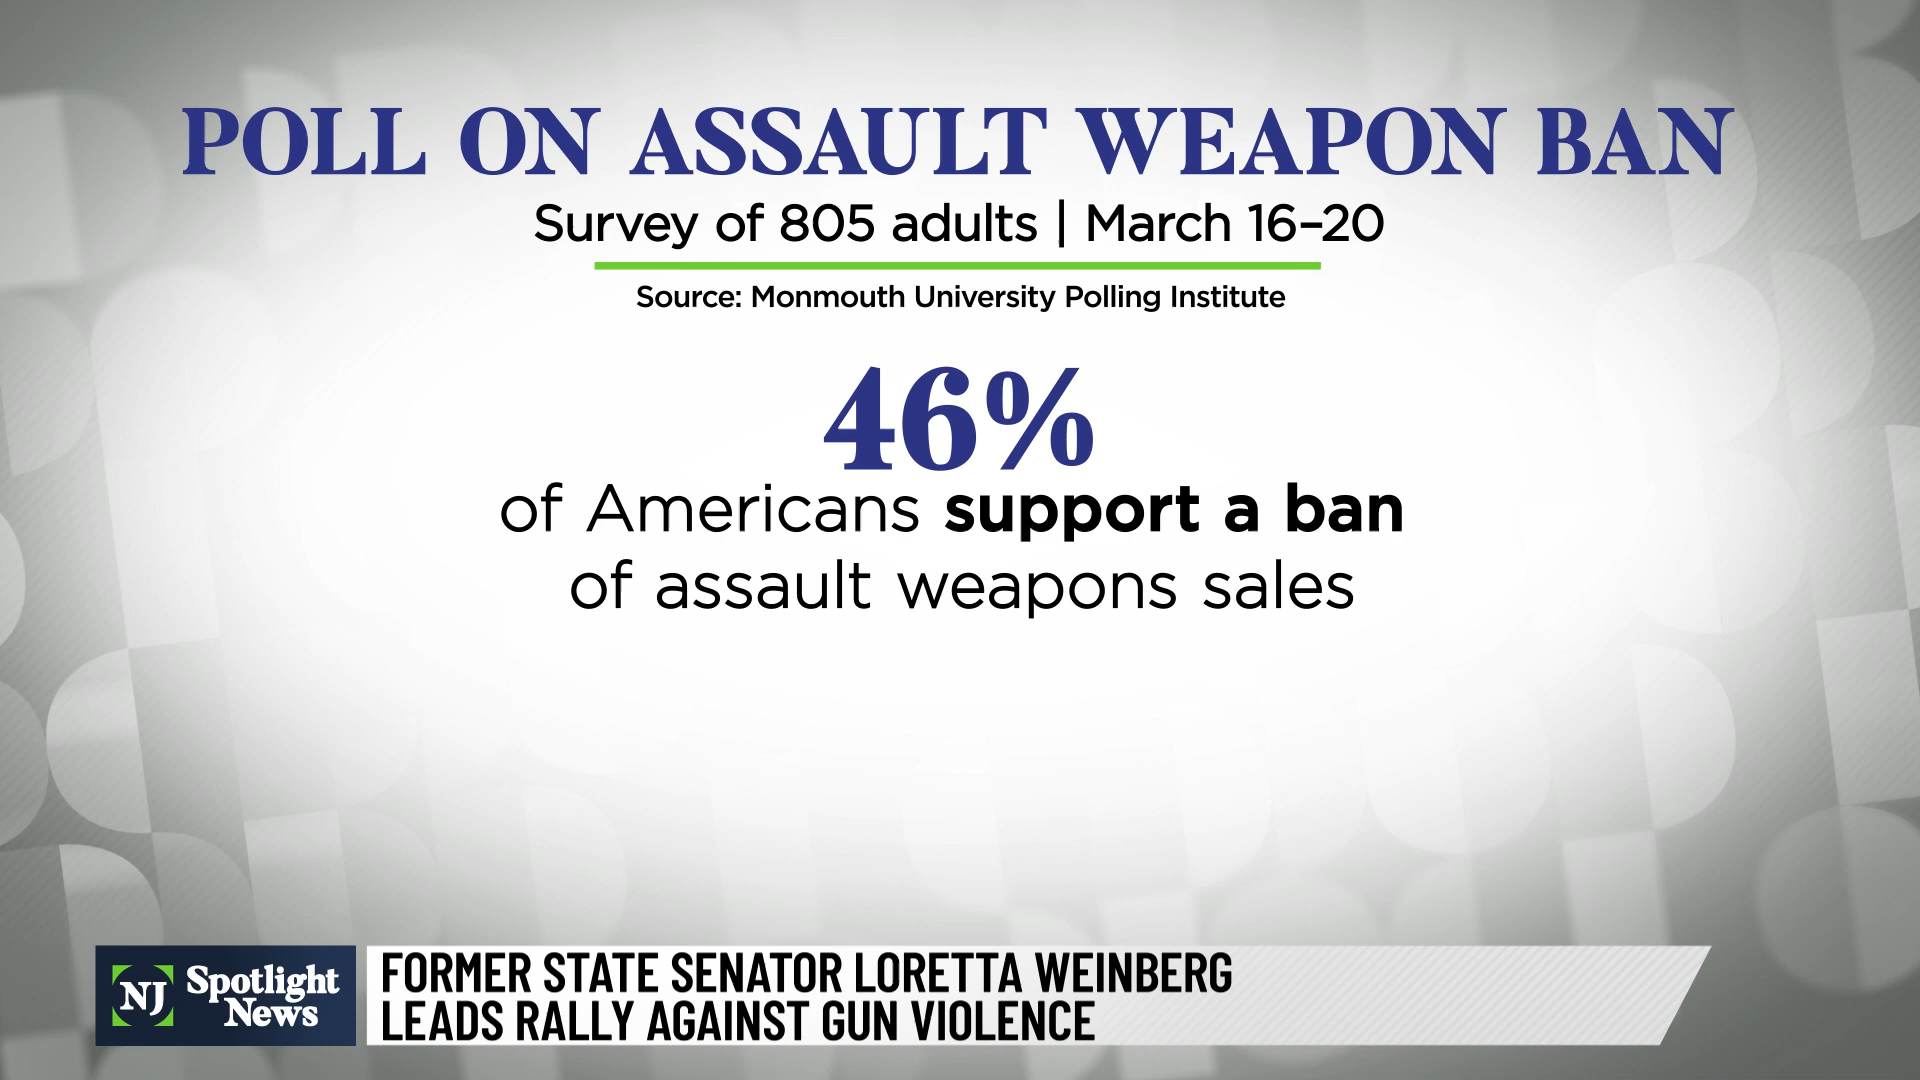 POLL ON ASSAULT WEAPON BAN
Survey of 805 adults | March 16–20
Source: Monmouth University Polling Institute
46%
of Americans support a ban
of assault weapons sales
NJ Spotlight
News
FORMER STATE SENATOR LORETTA WEINBERG
LEADS RALLY AGAINST GUN VIOLENCE